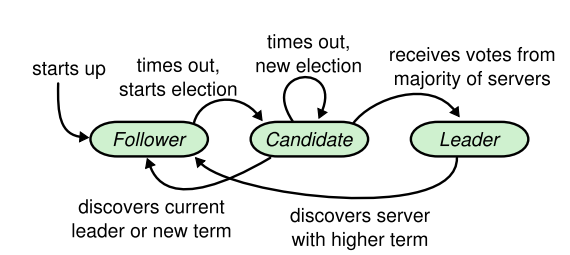 starts up
times out,
starts election
times out,
new election
receives votes from
majority of servers
Follower
Candidate
Leader
discovers current
leader or new term
discovers server
with higher term